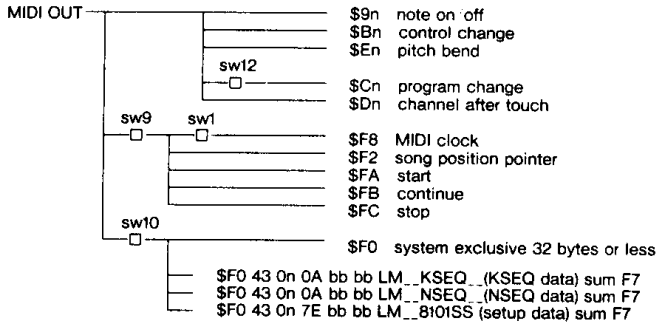 MIDI OUT
$9n note on off
$Bn control change
$En pitch bend
sw12
$Cn program change
$Dn channel after touch
sw9 sw1
$F8 MIDI clock
$F2 song position pointer
$FA start
$FB continue
$FC stop
sw10
$F0 system exclusive 32 bytes or less
$F0 43 0n 0A bb bb LM__KSEQ__(KSEQ data) sum F7
$F0 43 0n 0A bb bb LM__NSEQ__(NSEQ data) sum F7
$F0 43 0n 7E bb bb LM__8101SS (setup data) sum F7